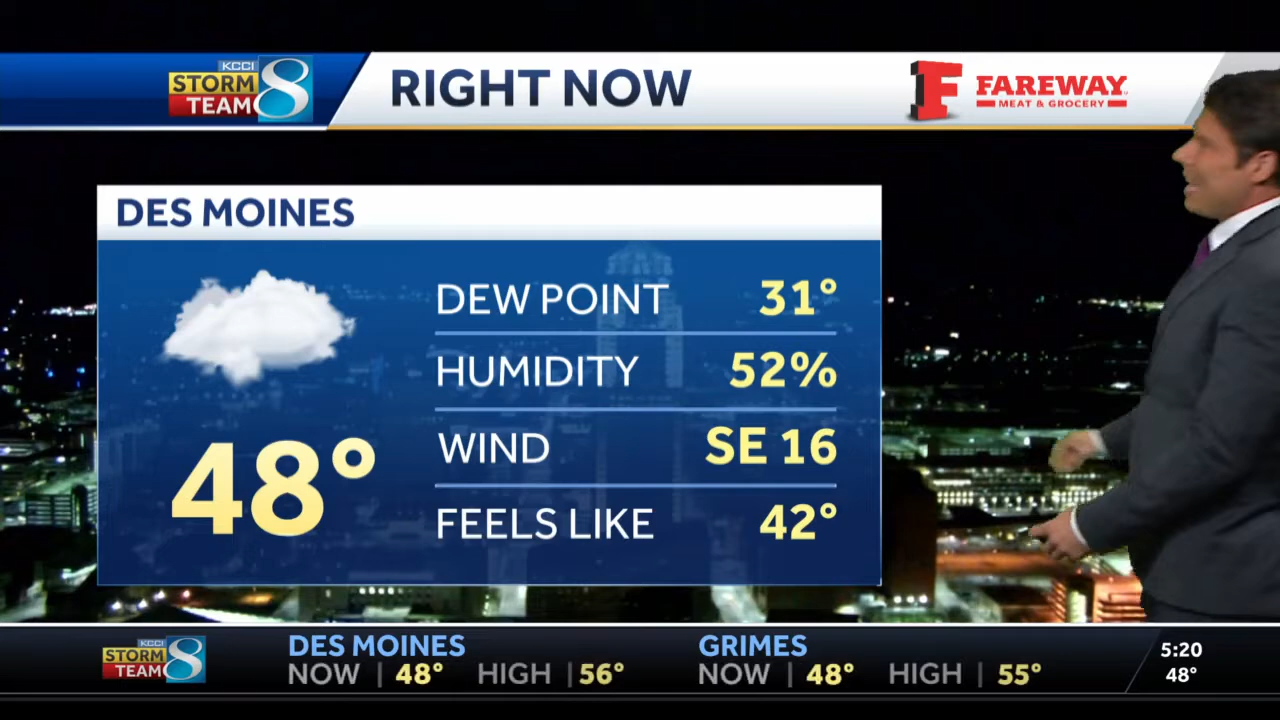 KCCI
STORM
TEAM 8
RIGHT NOW
F FAREWAY
MEAT & GROCERY
DES MOINES
48°
DEW POINT 31°
HUMIDITY 52%
WIND SE 16
FEELS LIKE 42°
KCCI
STORM
TEAM 8
DES MOINES
NOW | 48° HIGH | 56°
GRIMES
NOW | 48° HIGH | 55°
5:20
48°